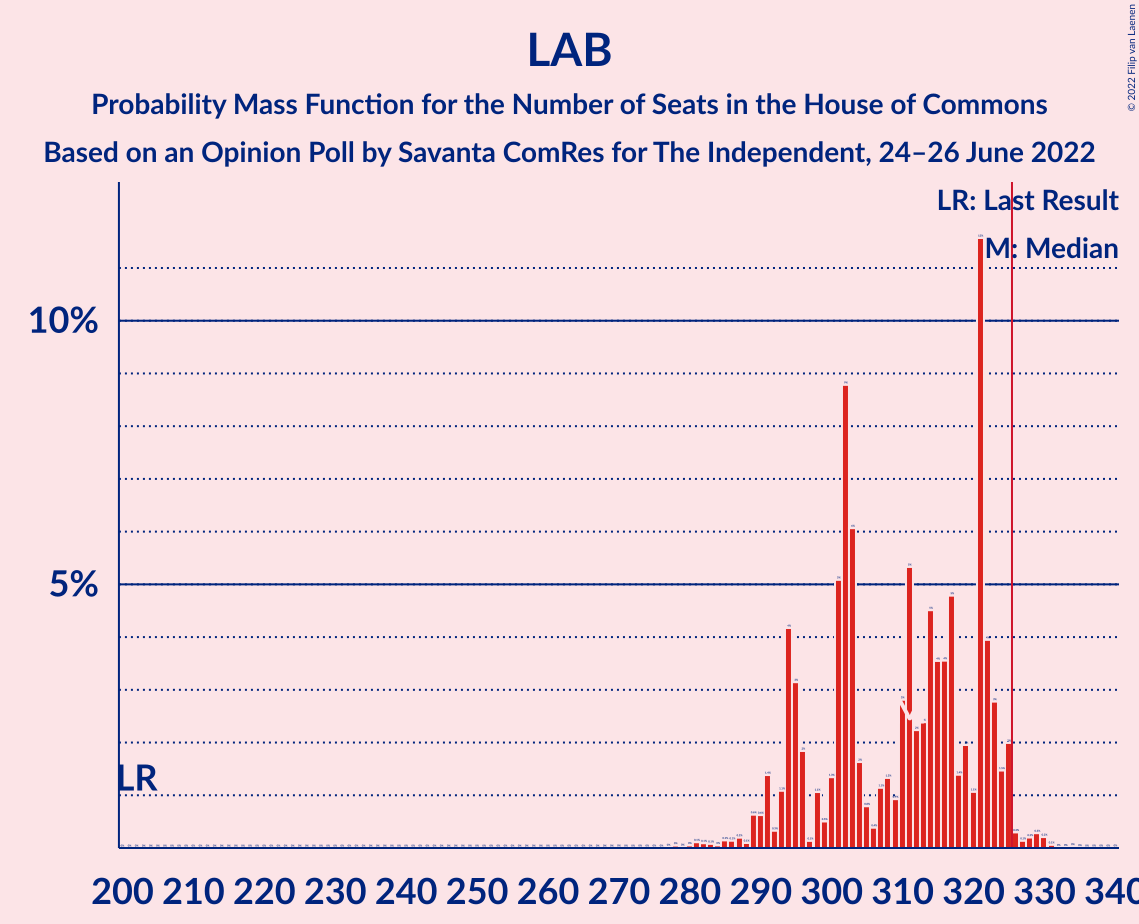 LAB
Probability Mass Function for the Number of Seats in the House of Commons
Based on an Opinion Poll by Savanta ComRes for The Independent, 24–26 June 2022
© 2022 Filip van Laenen
LR: Last Result
M: Median
10%
5%
LR
M
200 210 220 230 240 250 260 270 280 290 300 310 320 330 340